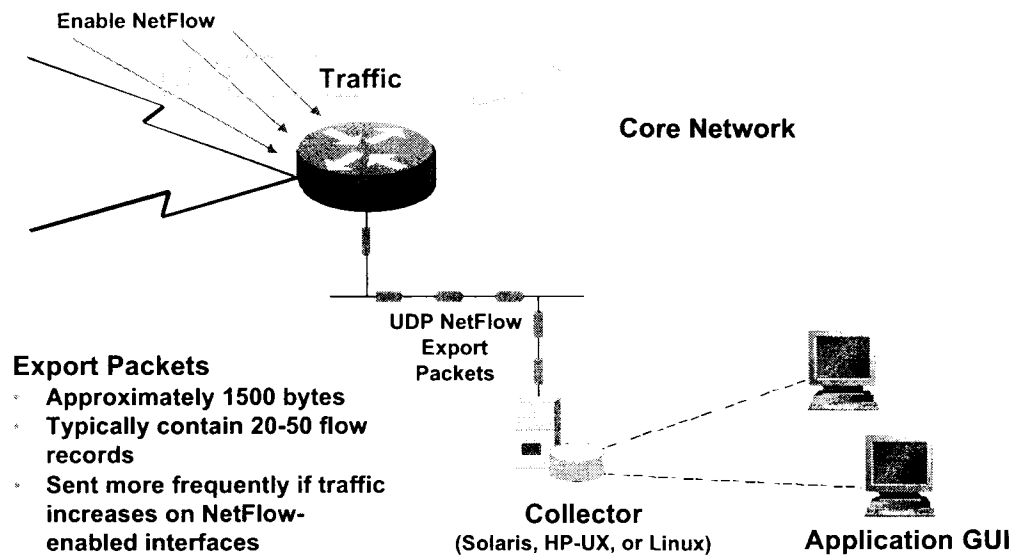 Enable NetFlow
Traffic
Core Network
UDP NetFlow
Export
Packets
Export Packets
Approximately 1500 bytes
Typically contain 20-50 flow
records
Sent more frequently if traffic
increases on NetFlow-
enabled interfaces
Collector
(Solaris, HP-UX, or Linux)
Application GUI